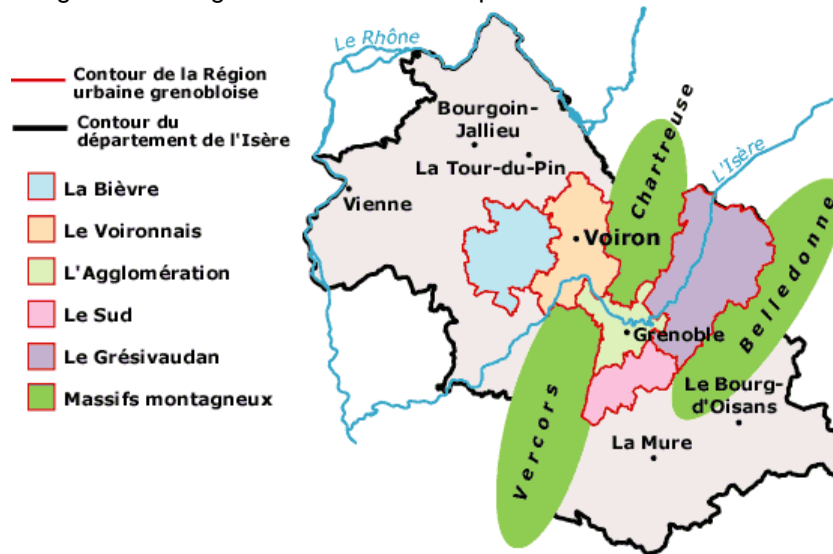 Le Rhône
Contour de la Région
urbaine grenobloise
Contour du
département de l'Isère
La Bièvre
Le Voironnais
L'Agglomération
Le Sud
Le Grésivaudan
Massifs montagneux
Bourgoin-
Jallieu
La Tour-du-Pin
Vienne
Voiron
Chartreuse
L'Isère
Grenoble
Belledonne
Le Bourg-
d'Oisans
La Mure
Vercors